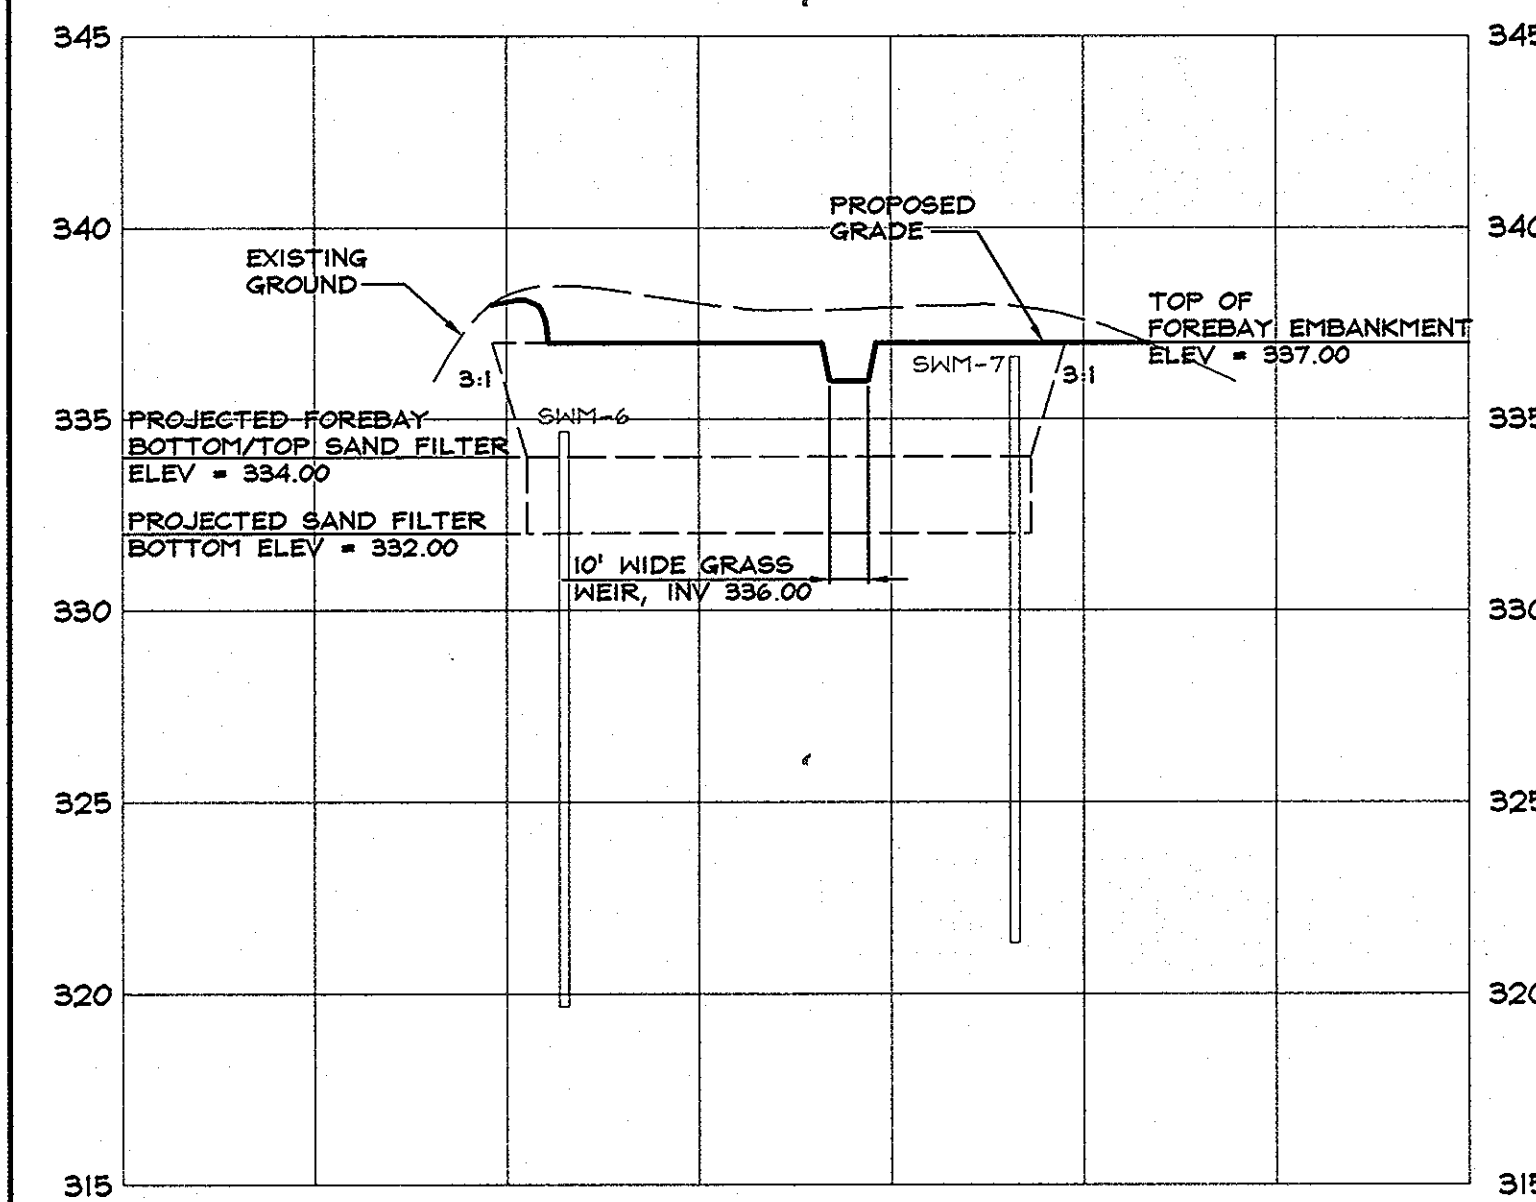 345
345
340
PROPOSED
GRADE
340
EXISTING
GROUND
TOP OF
FOREBAY EMBANKMENT
ELEV = 337.00
SWM-7
3:1
3:1
335
PROJECTED FOREBAY
BOTTOM/TOP SAND FILTER
ELEV = 334.00
SWM-6
335
PROJECTED SAND FILTER
BOTTOM ELEV = 332.00
10' WIDE GRASS
WEIR, INV 336.00
330
330
325
325
320
320
315
315